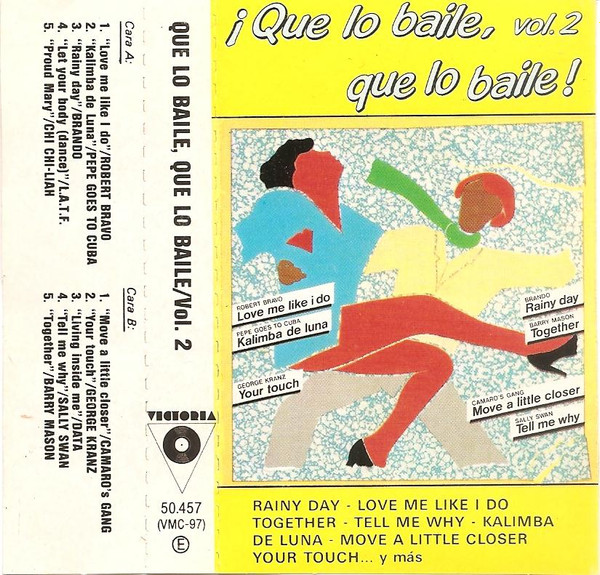 ¡Que lo baile, vol. 2
que lo baile!
ROBERT BRAVO
Love me like i do
PEPE GOES TO CUBA
Kalimba de luna
GEORGE KRANZ
Your touch
BRANDO
Rainy day
BARRY MASON
Together
CAMARO'S GANG
Move a little closer
SALLY SWAN
Tell me why
RAINY DAY - LOVE ME LIKE I DO
TOGETHER - TELL ME WHY - KALIMBA
DE LUNA - MOVE A LITTLE CLOSER
YOUR TOUCH... y más
QUE LO BAILE, QUE LO BAILE/Vol. 2
VICTORIA
50.457
(VMC-97)
E
Cara A:
1. "Love me like I do"/ROBERT BRAVO
2. "Kalimba de Luna"/PEPE GOES TO CUBA
3. "Rainy day"/BRANDO
4. "Let your body (dance)"/L.A.T.F.
5. "Proud Mary"/CHI CHI-LIAH
Cara B:
1. "Move a little closer"/CAMARO's GANG
2. "Your touch"/GEORGE KRANZ
3. "Living inside me"/DATA
4. "Tell me why"/SALLY SWAN
5. "Together"/BARRY MASON